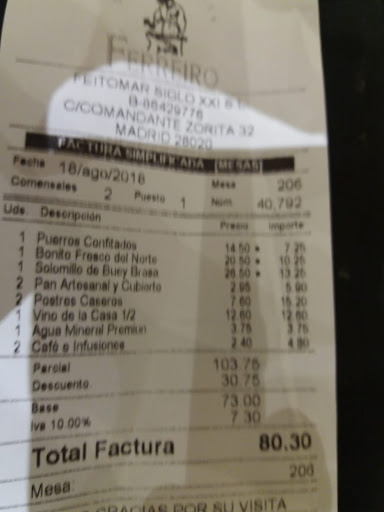 FERREIRO
FEITOMAR SIGLO XXI S.L.
B-86429776
C/COMANDANTE ZORITA 32
MADRID 28020
FACTURA SIMPLIFICADA [MESAS]
Fecha 16/ago/2018 Mesa 206
Comensales 2 Puesto 1 Num. 40,792
Uds. Descripción Precio Importe
1 Puerros Confitados 14.50 * 7.25
1 Bonito Fresco del Norte 20.50 * 10.25
1 Solomillo de Buey Brasa 26.50 * 13.25
2 Pan Artesanal y Cubierto 2.95 5.90
2 Postres Caseros 7.60 15.20
1 Vino de la Casa 1/2 12.60 12.60
1 Agua Mineral Premiun 3.75 3.75
2 Café e Infusiones 2.40 4.80
Parcial 103.75
Descuento 30.75
Base 73.00
Iva 10.00% 7.30
Total Factura 80.30
Mesa: 206
GRACIAS POR SU VISITA